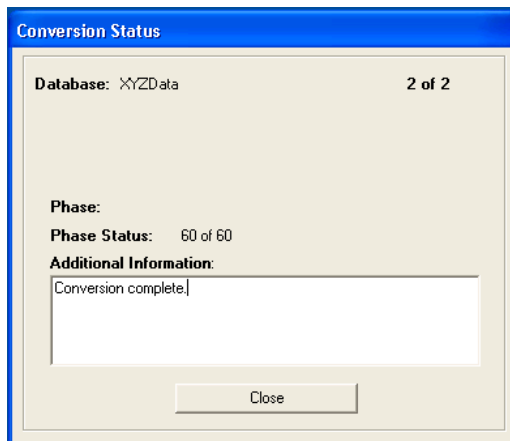 Conversion Status
Database: XYZData 2 of 2
Phase:
Phase Status: 60 of 60
Additional Information:
Conversion complete.
Close